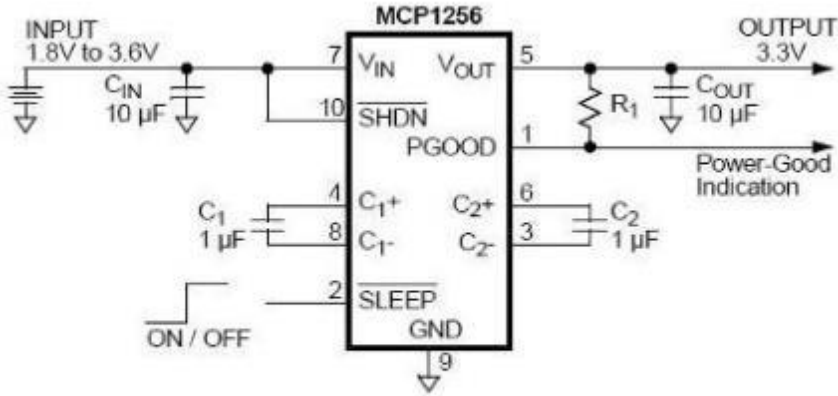 MCP1256
INPUT
1.8V to 3.6V
OUTPUT
3.3V
7
VIN
VOUT
5
CIN
10 µF
10
SHDN
R1
COUT
10 µF
PGOOD
1
Power-Good
Indication
C1
1 µF
4
C1+
C2+
6
8
C1-
C2-
3
C2
1 µF
2
SLEEP
ON / OFF
GND
9